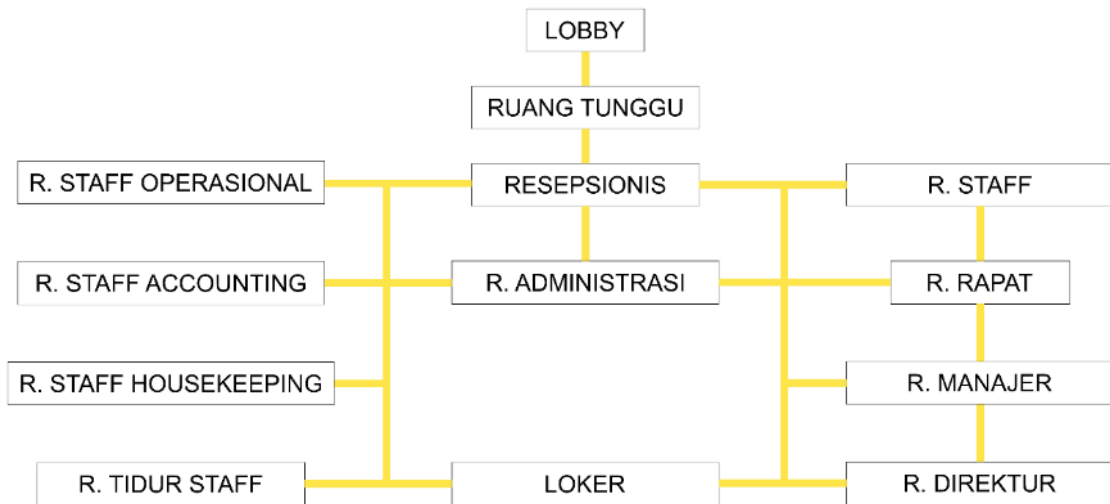 LOBBY
RUANG TUNGGU
R. STAFF OPERASIONAL
RESEPSIONIS
R. STAFF
R. STAFF ACCOUNTING
R. ADMINISTRASI
R. RAPAT
R. STAFF HOUSEKEEPING
R. MANAJER
R. TIDUR STAFF
LOKER
R. DIREKTUR